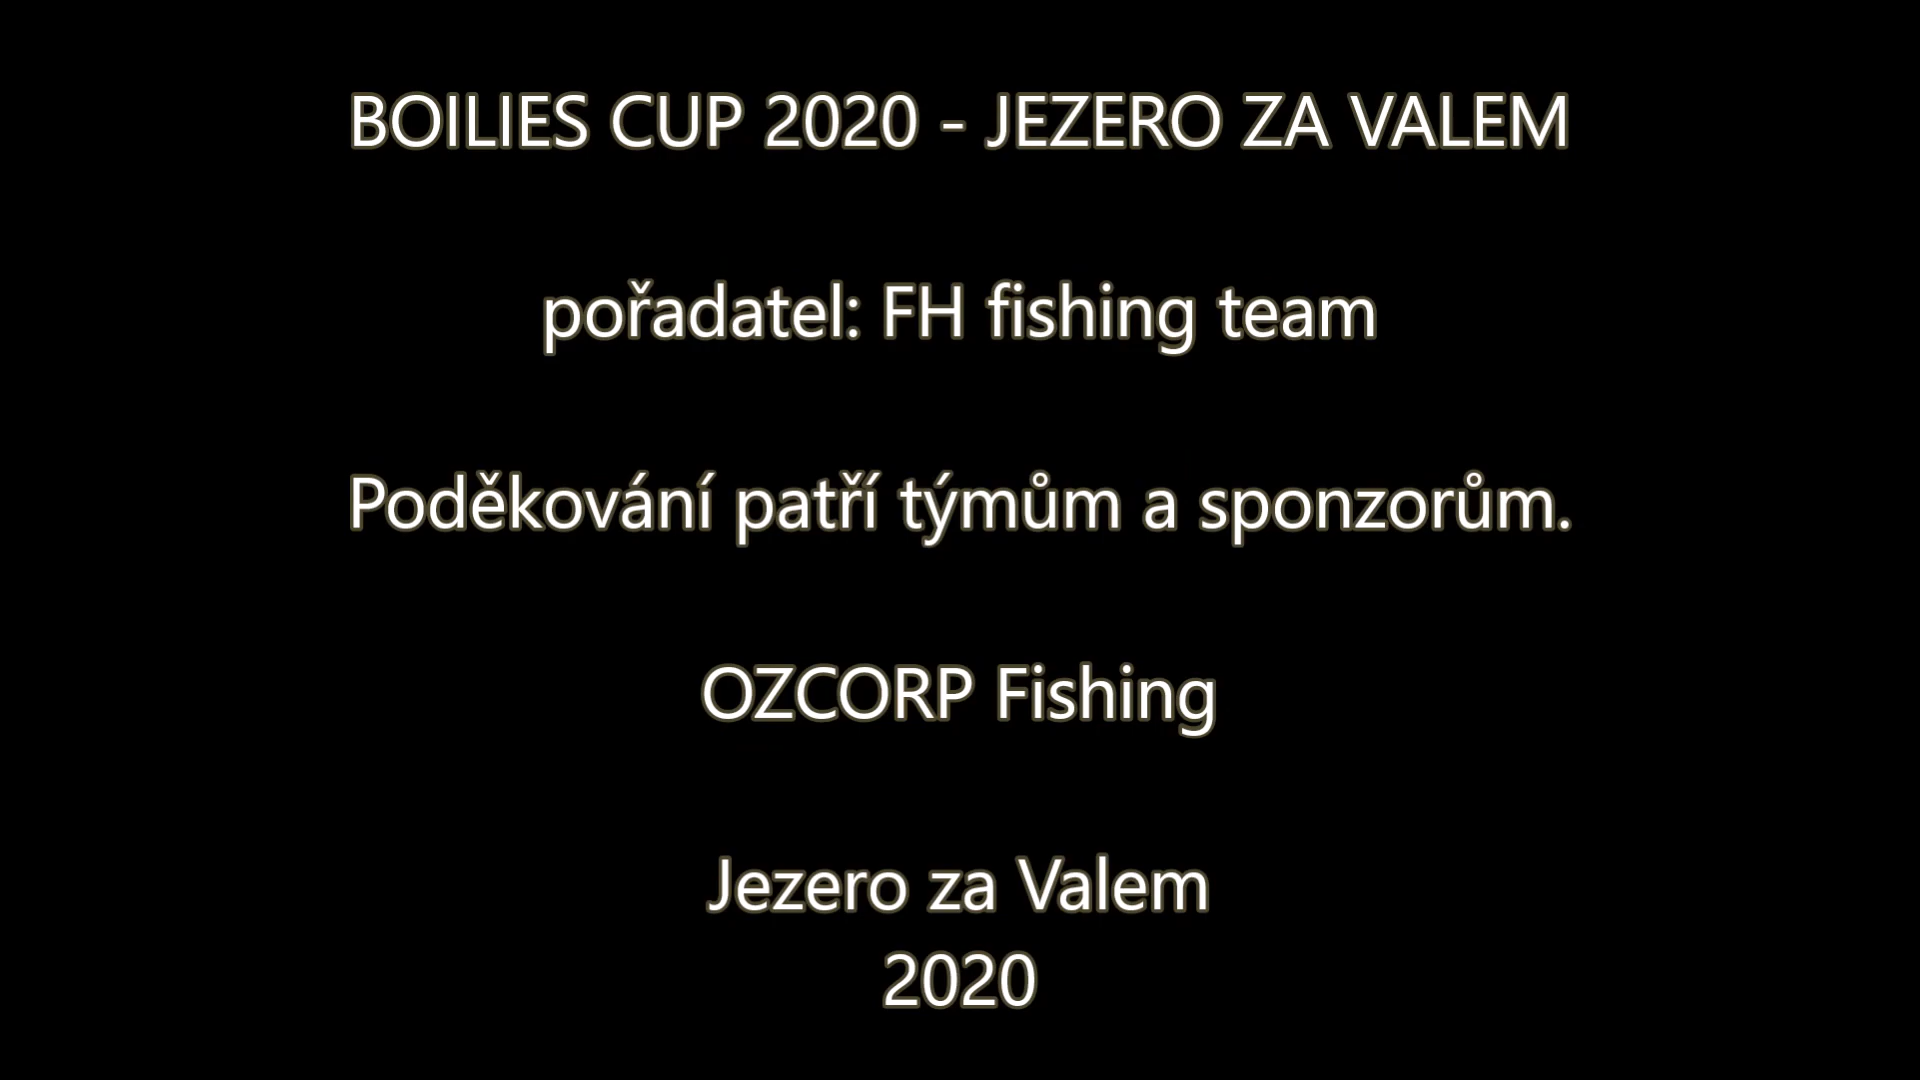 BOILIES CUP 2020 - JEZERO ZA VALEM
pořadatel: FH fishing team
Poděkování patří týmům a sponzorům.
OZCORP Fishing
Jezero za Valem
2020